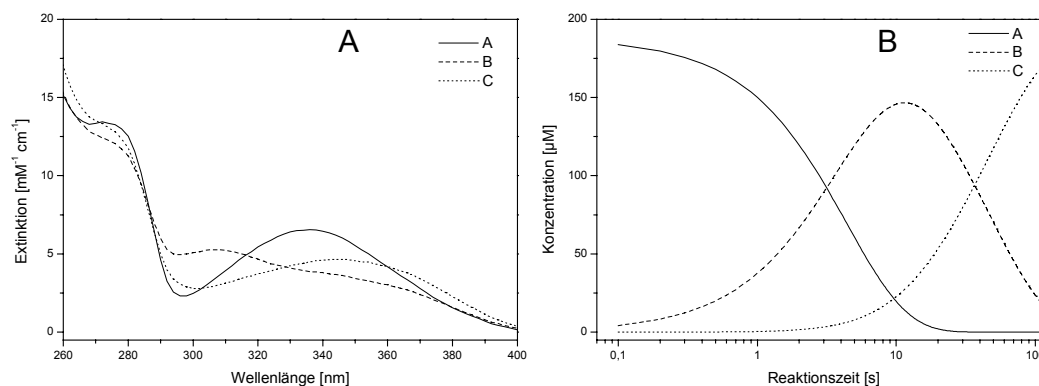 A
A
B
C
Extinktion [mM⁻¹ cm⁻¹]
20
15
10
5
0
260 280 300 320 340 360 380 400
Wellenlänge [nm]
B
A
B
C
Konzentration [µM]
200
150
100
50
0
0,1 1 10 100
Reaktionszeit [s]